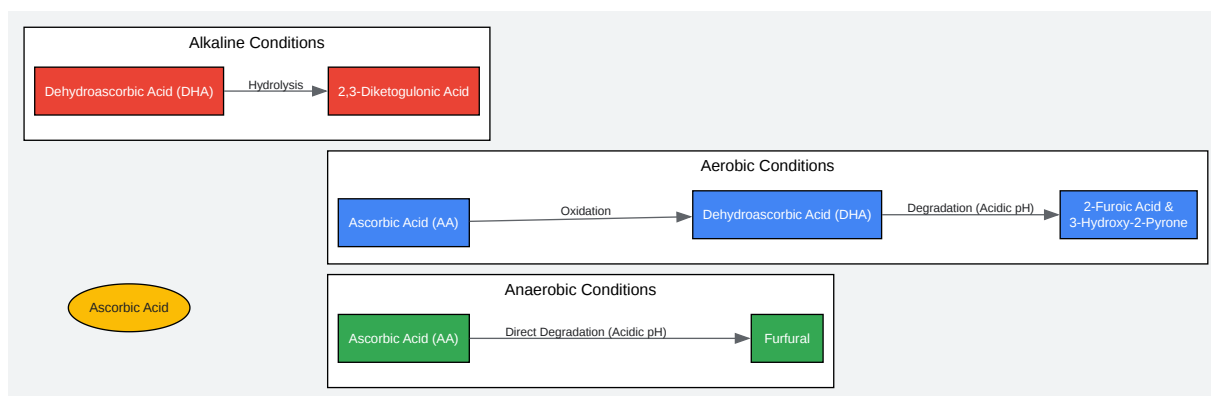 Alkaline Conditions
Dehydroascorbic Acid (DHA)
Hydrolysis
2,3-Diketogulonic Acid
Aerobic Conditions
Ascorbic Acid (AA)
Oxidation
Dehydroascorbic Acid (DHA)
Degradation (Acidic pH)
2-Furoic Acid &
3-Hydroxy-2-Pyrone
Ascorbic Acid
Anaerobic Conditions
Ascorbic Acid (AA)
Direct Degradation (Acidic pH)
Furfural